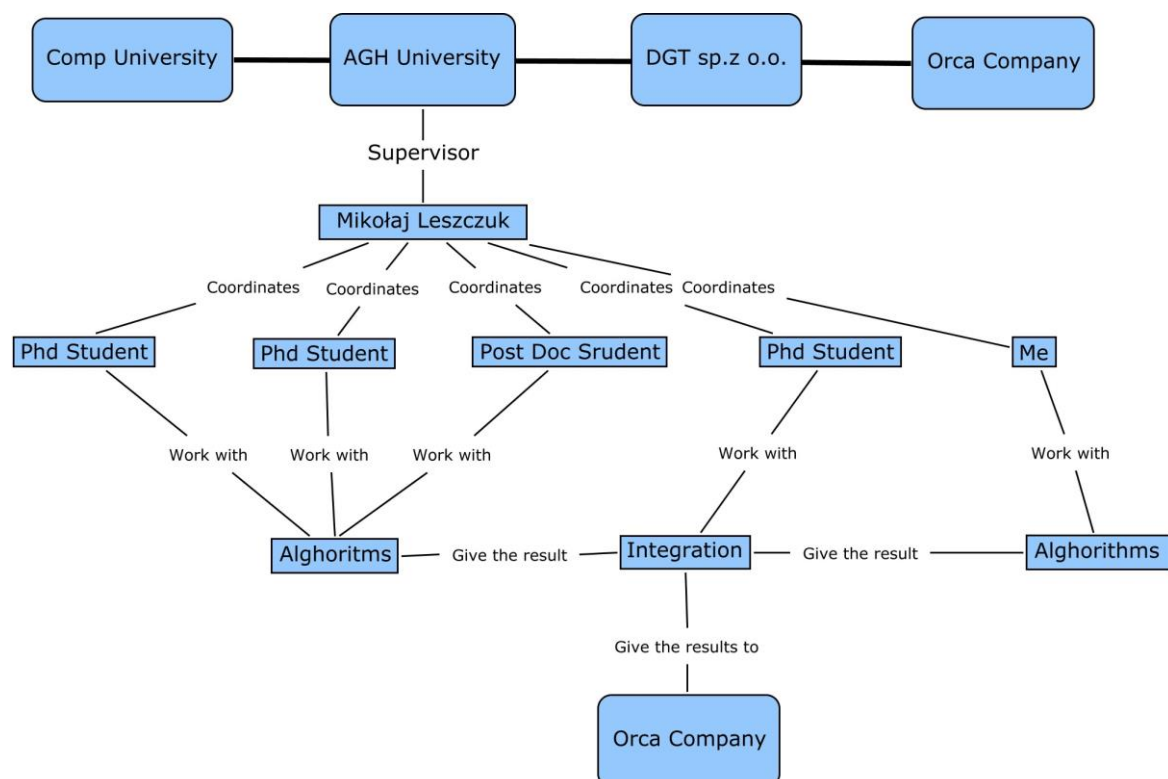 Comp University
AGH University
DGT sp.z o.o.
Orca Company
Supervisor
Mikołaj Leszczuk
Coordinates
Coordinates
Coordinates
Coordinates
Coordinates
Phd Student
Phd Student
Post Doc Srudent
Phd Student
Me
Work with
Work with
Work with
Work with
Work with
Alghoritms
Give the result
Integration
Give the result
Alghorithms
Give the results to
Orca Company